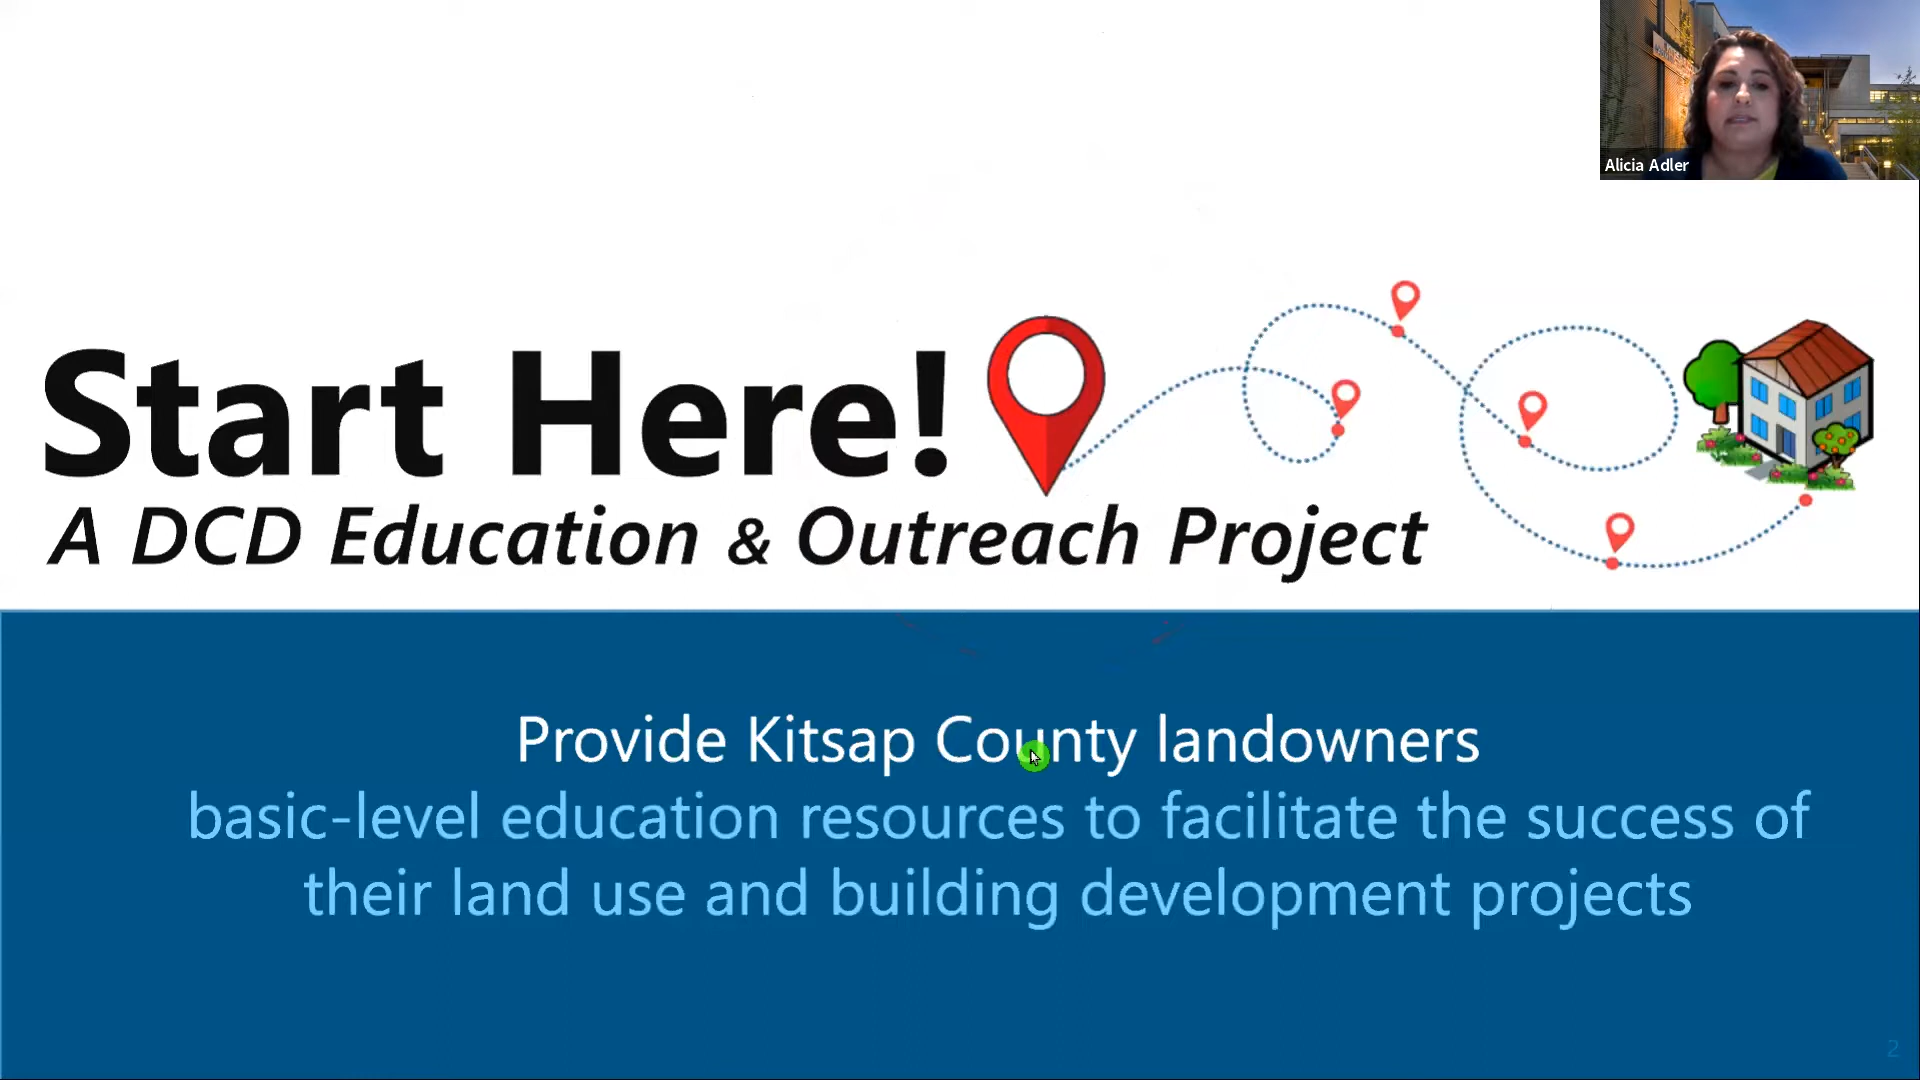 Alicia Adler
Start Here!
A DCD Education & Outreach Project
Provide Kitsap County landowners
basic-level education resources to facilitate the success of
their land use and building development projects
2